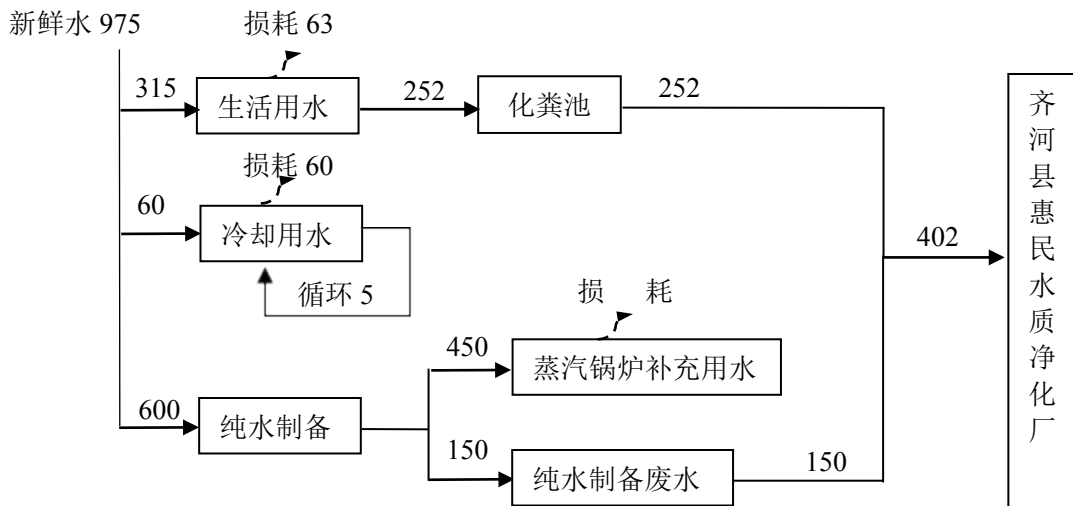 新鲜水 975
损耗 63
315
生活用水
252
化粪池
252
损耗 60
60
冷却用水
循环 5
402
齐河县惠民水质净化厂
损 耗
450
蒸汽锅炉补充用水
600
纯水制备
150
纯水制备废水
150